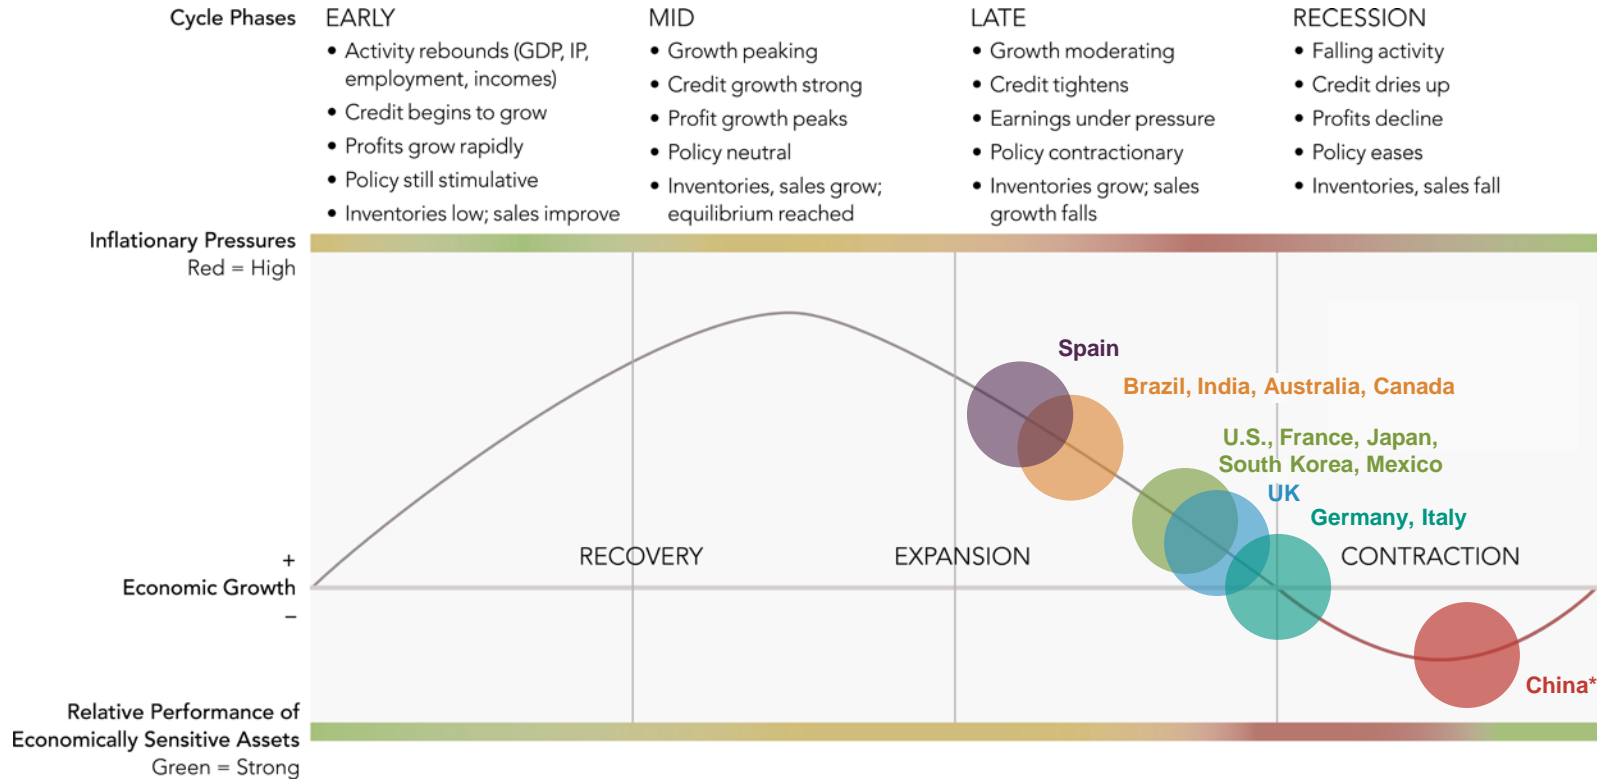 Cycle Phases
EARLY
• Activity rebounds (GDP, IP,
employment, incomes)
• Credit begins to grow
• Profits grow rapidly
• Policy still stimulative
• Inventories low; sales improve
MID
• Growth peaking
• Credit growth strong
• Profit growth peaks
• Policy neutral
• Inventories, sales grow;
equilibrium reached
LATE
• Growth moderating
• Credit tightens
• Earnings under pressure
• Policy contractionary
• Inventories grow; sales
growth falls
RECESSION
• Falling activity
• Credit dries up
• Profits decline
• Policy eases
• Inventories, sales fall
Inflationary Pressures
Red = High
Spain
Brazil, India, Australia, Canada
U.S., France, Japan,
South Korea, Mexico
UK
Germany, Italy
RECOVERY
EXPANSION
CONTRACTION
+
Economic Growth
–
China*
Relative Performance of
Economically Sensitive Assets
Green = Strong